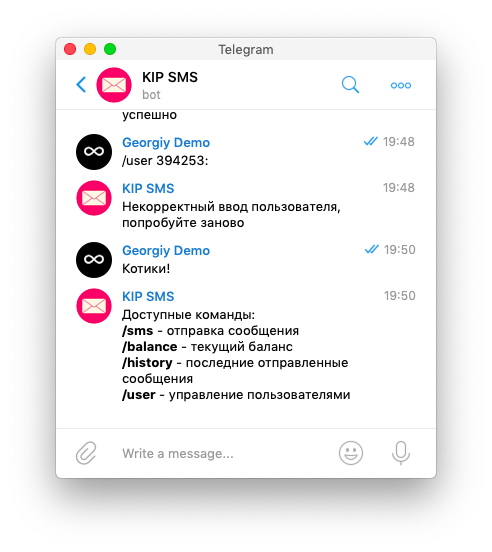 Telegram
KIP SMS
bot
успешно
Georgiy Demo 19:48
/user 394253:
KIP SMS 19:48
Некорректный ввод пользователя,
попробуйте заново
Georgiy Demo 19:50
Котики!
KIP SMS 19:50
Доступные команды:
/sms - отправка сообщения
/balance - текущий баланс
/history - последние отправленные
сообщения
/user - управление пользователями
Write a message...